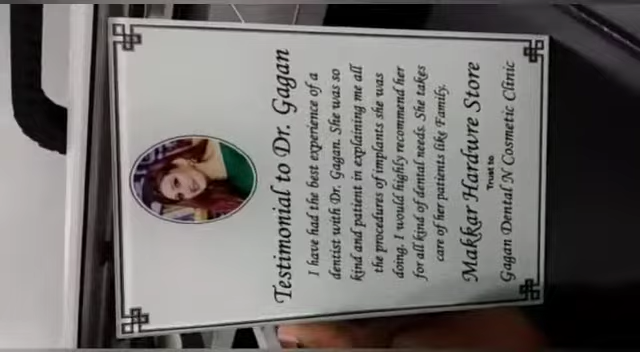 Testimonial to Dr. Gagan
I have had the best experience of a
dentist with Dr. Gagan. She was so
kind and patient in explaining me all
the procedures of implants she was
doing. I would highly recommend her
for all kind of dental needs. She takes
care of her patients like Family.
Makkar Hardwre Store
Trust to
Gagan Dental N Cosmetic Clinic